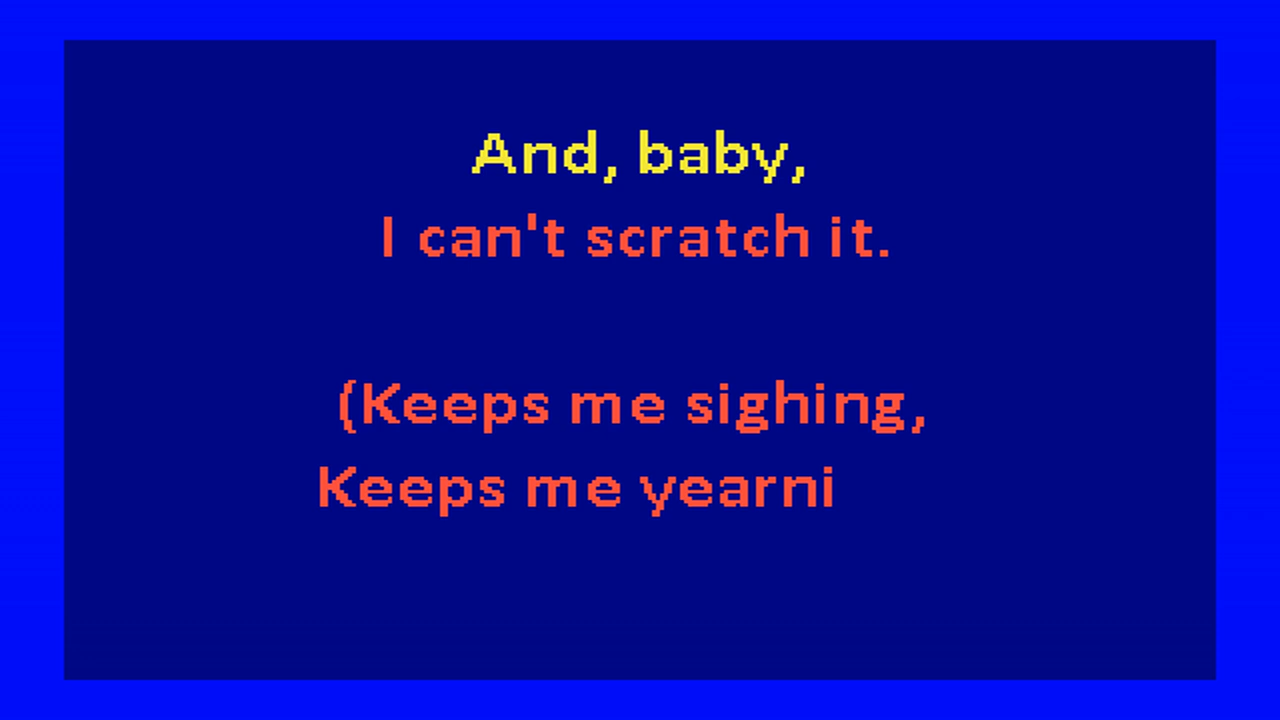 And, baby,
I can't scratch it.
(Keeps me sighing,
Keeps me yearni